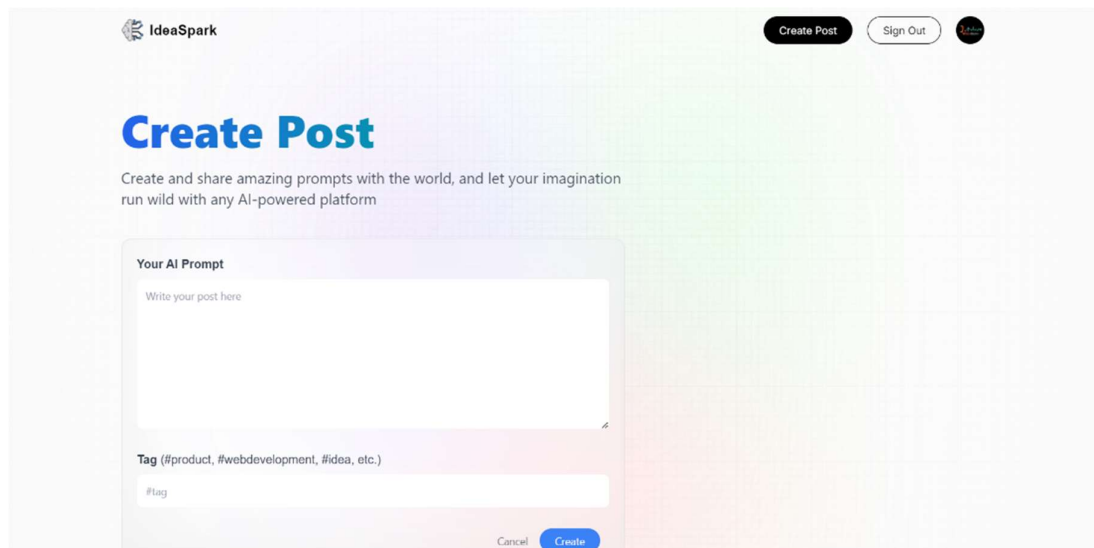 IdeaSpark
Create Post
Sign Out
Create Post
Create and share amazing prompts with the world, and let your imagination
run wild with any AI-powered platform
Your AI Prompt
Write your post here
Tag (#product, #webdevelopment, #idea, etc.)
#tag
Cancel
Create